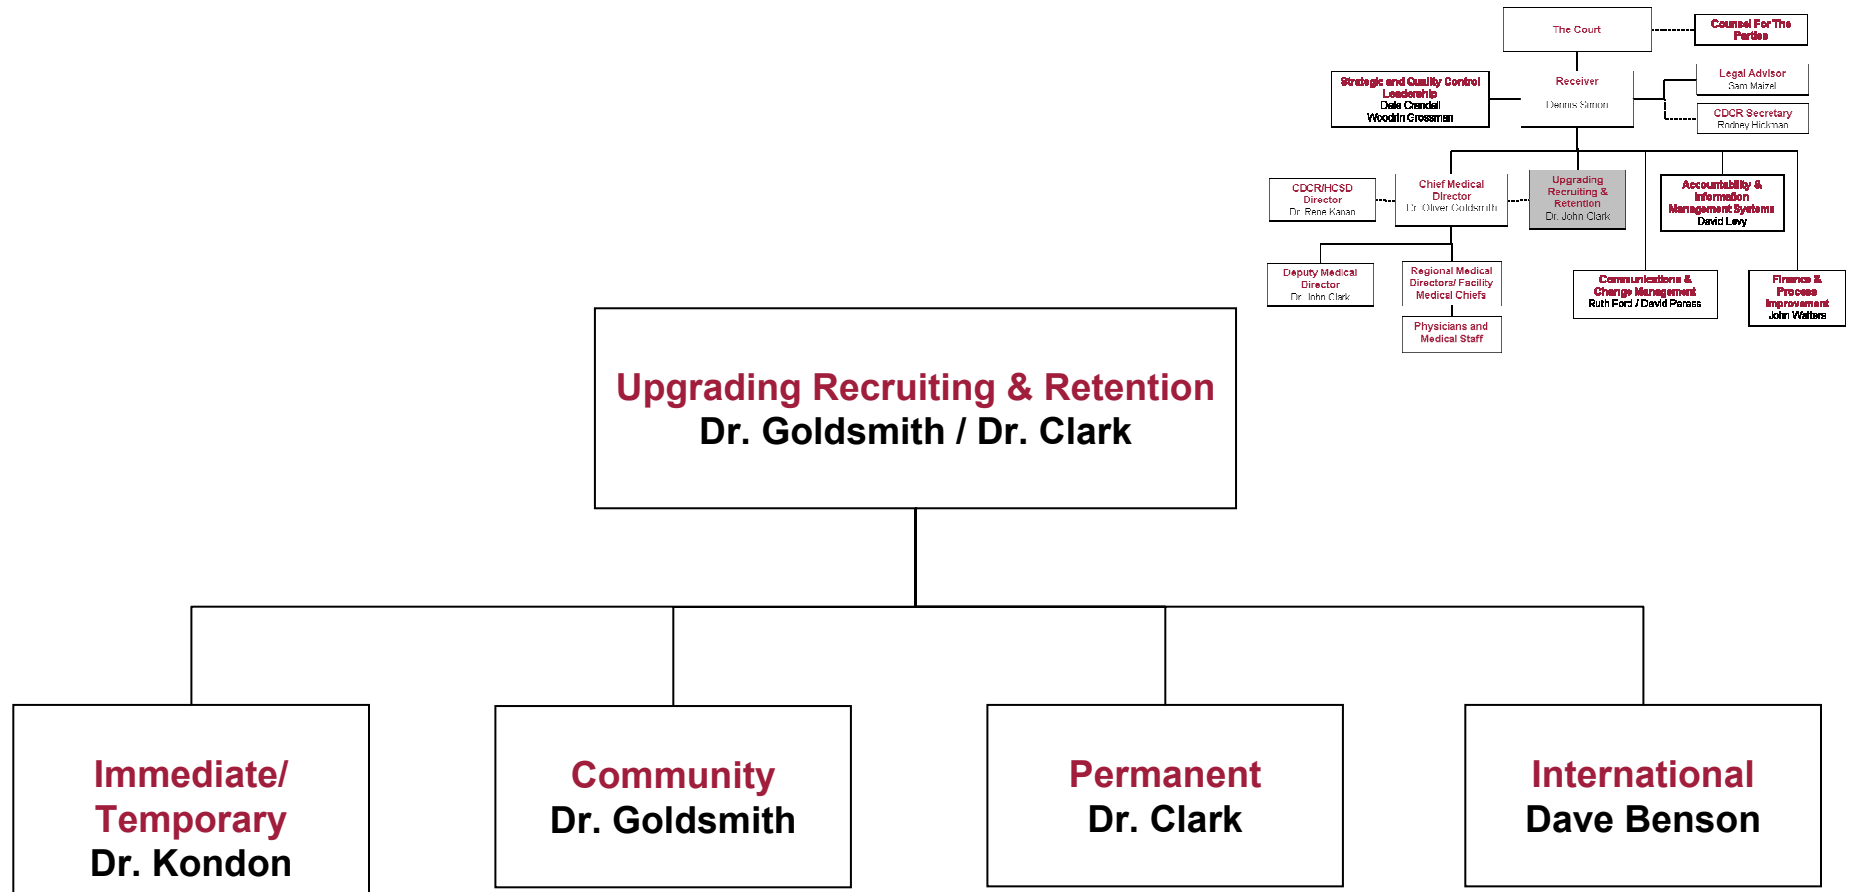 The Court
Counsel For The
Parties
Strategic and Quality Control
Leadership
Dale Crandall
Woodrin Grossman
Receiver
Dennis Simon
Legal Advisor
Sam Maizel
CDCR Secretary
Rodney Hickman
CDCR/HCSD
Director
Dr. Rene Kanan
Chief Medical
Director
Dr. Oliver Goldsmith
Upgrading
Recruiting &
Retention
Dr. John Clark
Accountability &
Information
Management Systems
David Levy
Deputy Medical
Director
Dr. John Clark
Regional Medical
Directors/ Facility
Medical Chiefs
Physicians and
Medical Staff
Communications &
Change Management
Ruth Ford / David
Finance &
Process
Improvement
John Walters
Upgrading Recruiting & Retention
Dr. Goldsmith / Dr. Clark
Immediate/
Temporary
Dr. Kondon
Community
Dr. Goldsmith
Permanent
Dr. Clark
International
Dave Benson